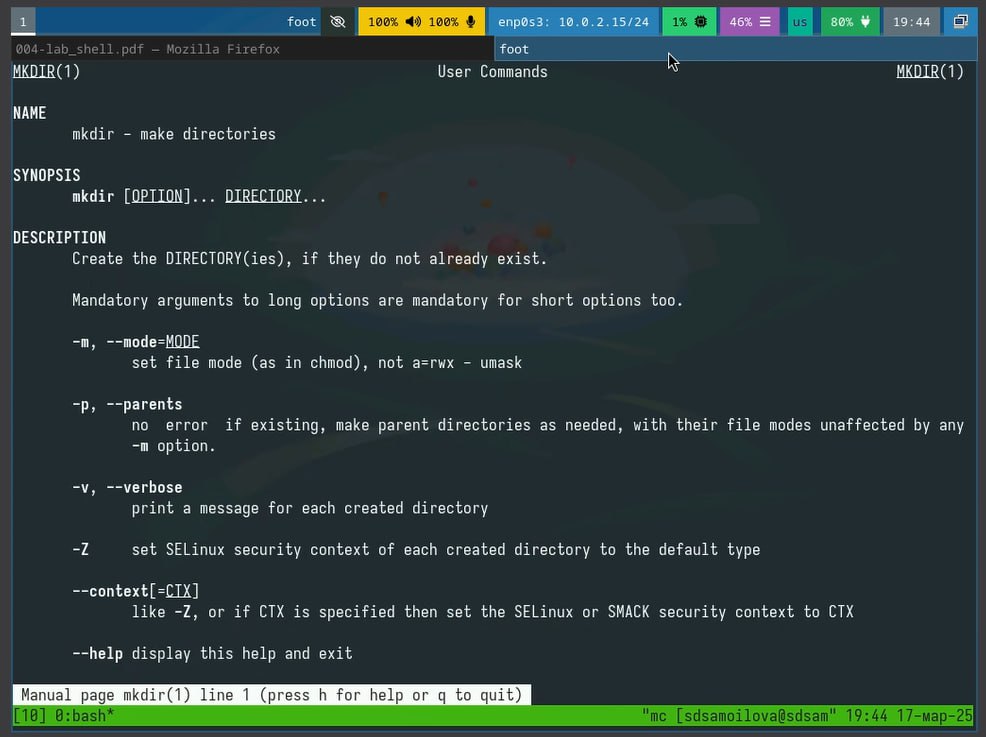 1 foot 100% 100% enp0s3: 10.0.2.15/24 1% 46% us 80% 19:44
004-lab_shell.pdf — Mozilla Firefox foot
MKDIR(1) User Commands MKDIR(1)
NAME
mkdir - make directories
SYNOPSIS
mkdir [OPTION]... DIRECTORY...
DESCRIPTION
Create the DIRECTORY(ies), if they do not already exist.
Mandatory arguments to long options are mandatory for short options too.
-m, --mode=MODE
set file mode (as in chmod), not a=rwx - umask
-p, --parents
no error if existing, make parent directories as needed, with their file modes unaffected by any
-m option.
-v, --verbose
print a message for each created directory
-Z set SELinux security context of each created directory to the default type
--context[=CTX]
like -Z, or if CTX is specified then set the SELinux or SMACK security context to CTX
--help display this help and exit
Manual page mkdir(1) line 1 (press h for help or q to quit)
[10] 0:bash* "mc [sdsamoilova@sdsam" 19:44 17-мар-25